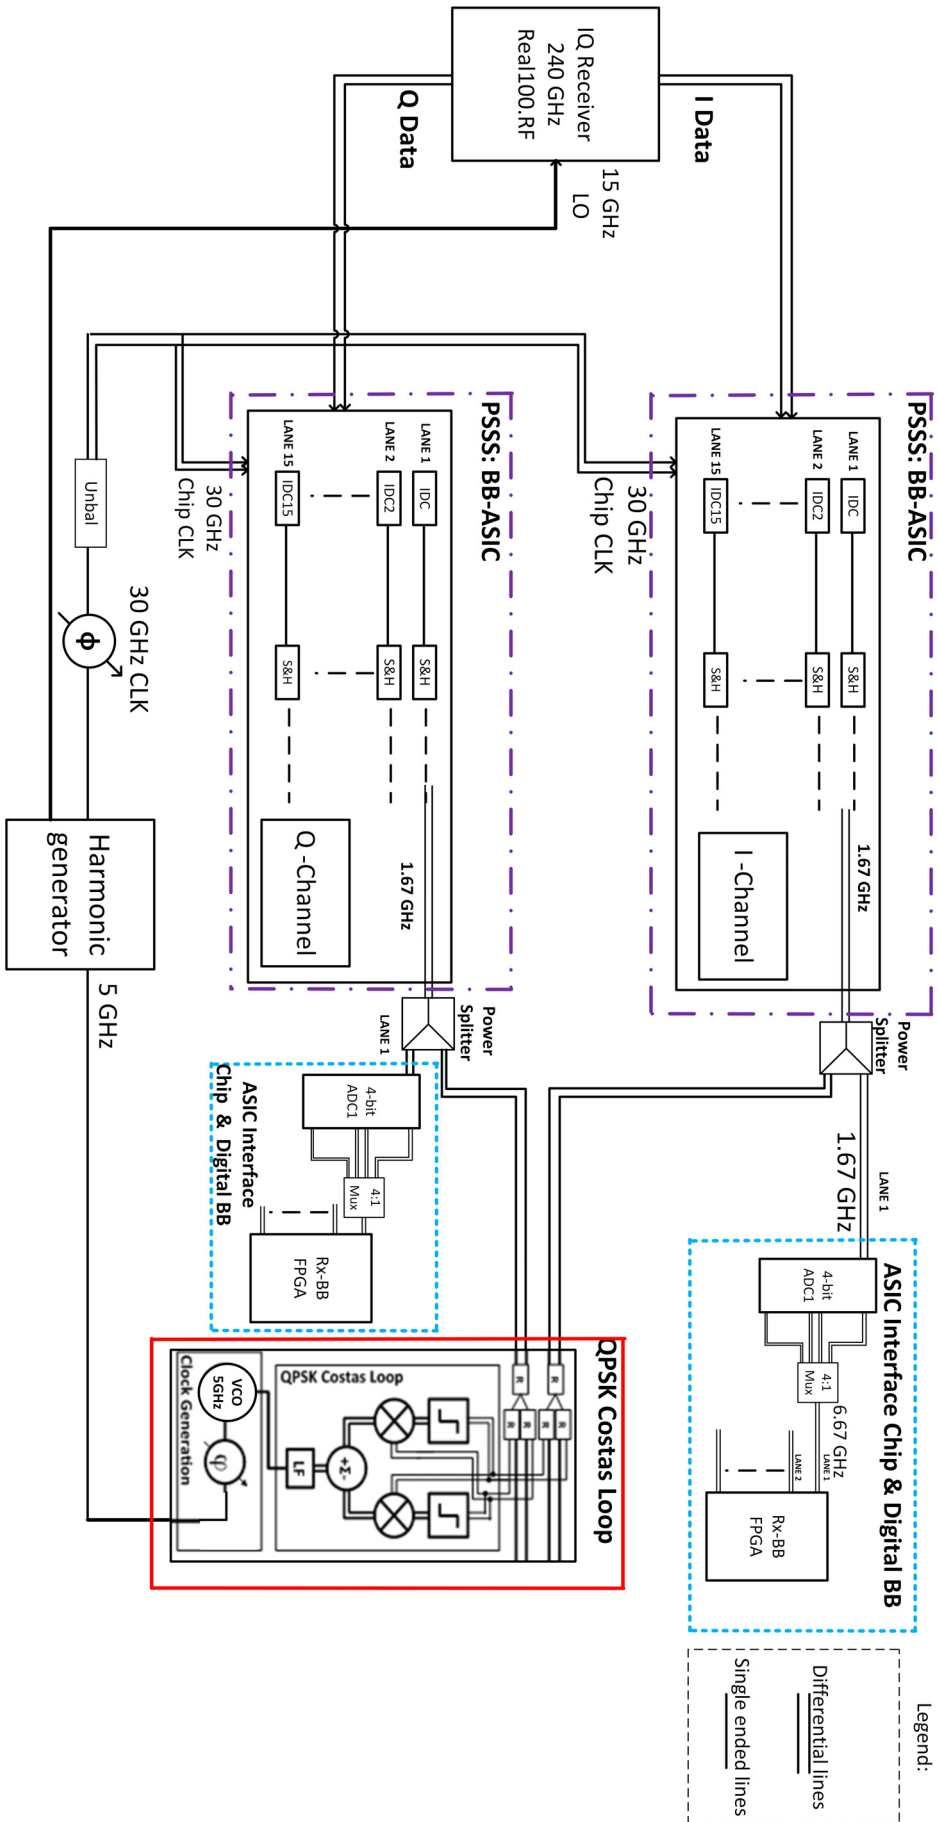 IQ Receiver
240 GHz
Real100.RF
I Data
Q Data
15 GHz
LO
PSSS: BB-ASIC
LANE 1
IDC
S&H
LANE 2
IDC2
S&H
LANE 15
IDC15
S&H
1.67 GHz
I-Channel
30 GHz
Chip CLK
PSSS: BB-ASIC
LANE 1
IDC
S&H
LANE 2
IDC2
S&H
LANE 15
IDC15
S&H
1.67 GHz
Q -Channel
30 GHz
Chip CLK
Unbal
ϕ
30 GHz CLK
Harmonic
generator
5 GHz
Power
Splitter
LANE 1
1.67 GHz
ASIC Interface Chip & Digital BB
4-bit
ADC1
4:1
Mux
6.67 GHz
LANE 1
LANE 2
Rx-BB
FPGA
Power
Splitter
LANE 1
ASIC Interface
Chip & Digital BB
4-bit
ADC1
4:1
Mux
Rx-BB
FPGA
QPSK Costas Loop
R
R
R
R
R
R
QPSK Costas Loop
+Σ-
LF
VCO
5GHz
φ
Clock Generation
Legend:
Differential lines
Single ended lines